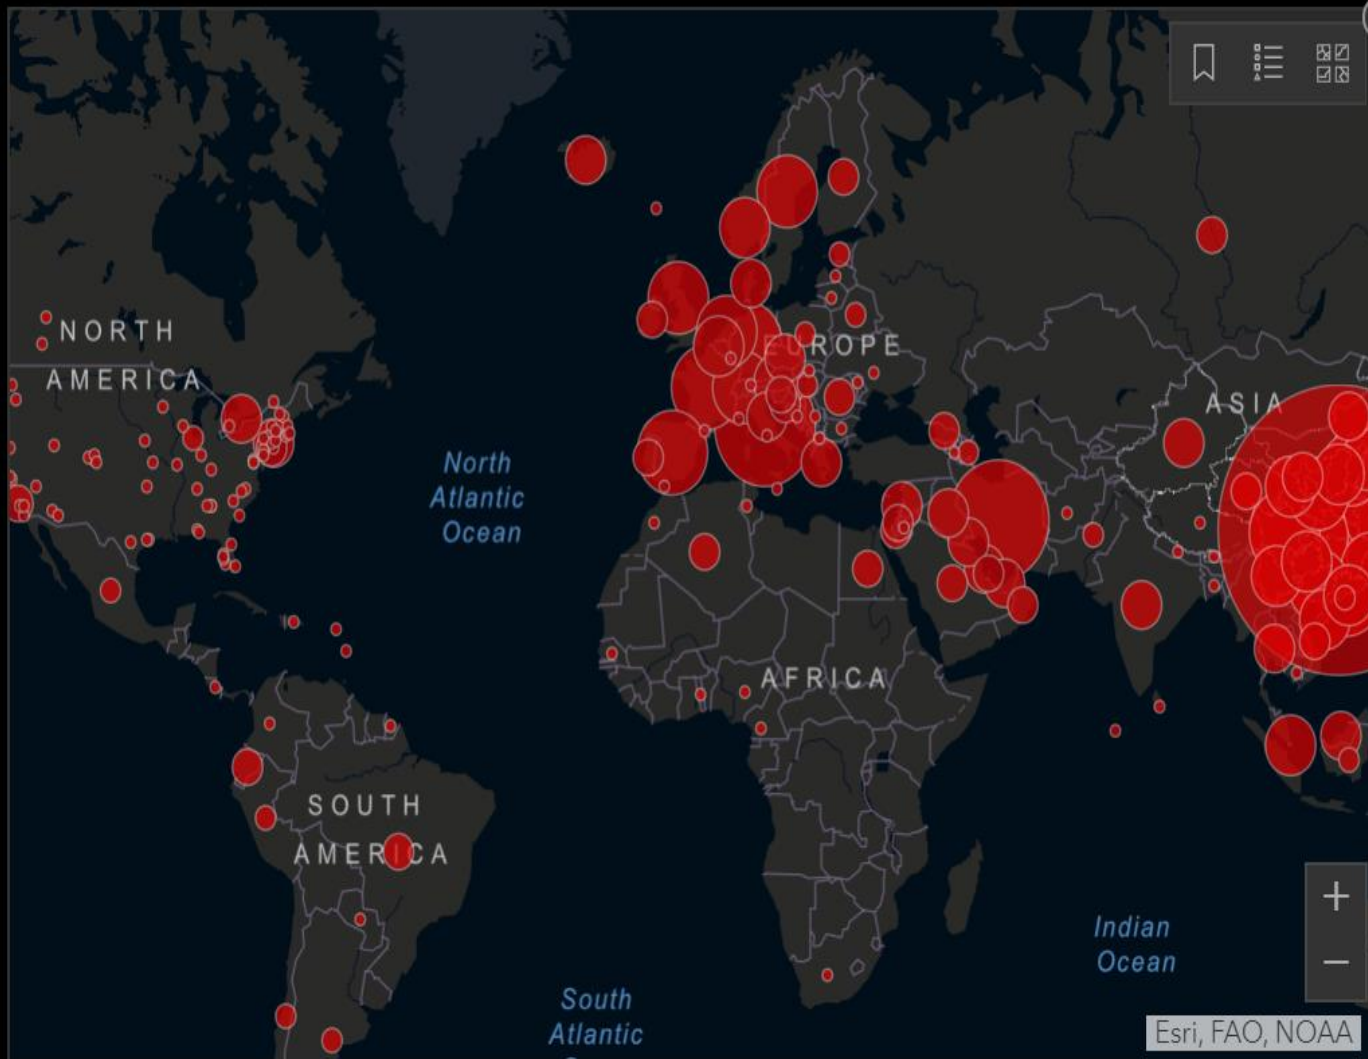 NORTH
AMERICA
EUROPE
ASIA
North
Atlantic
Ocean
AFRICA
SOUTH
AMERICA
Indian
Ocean
South
Atlantic
Esri, FAO, NOAA